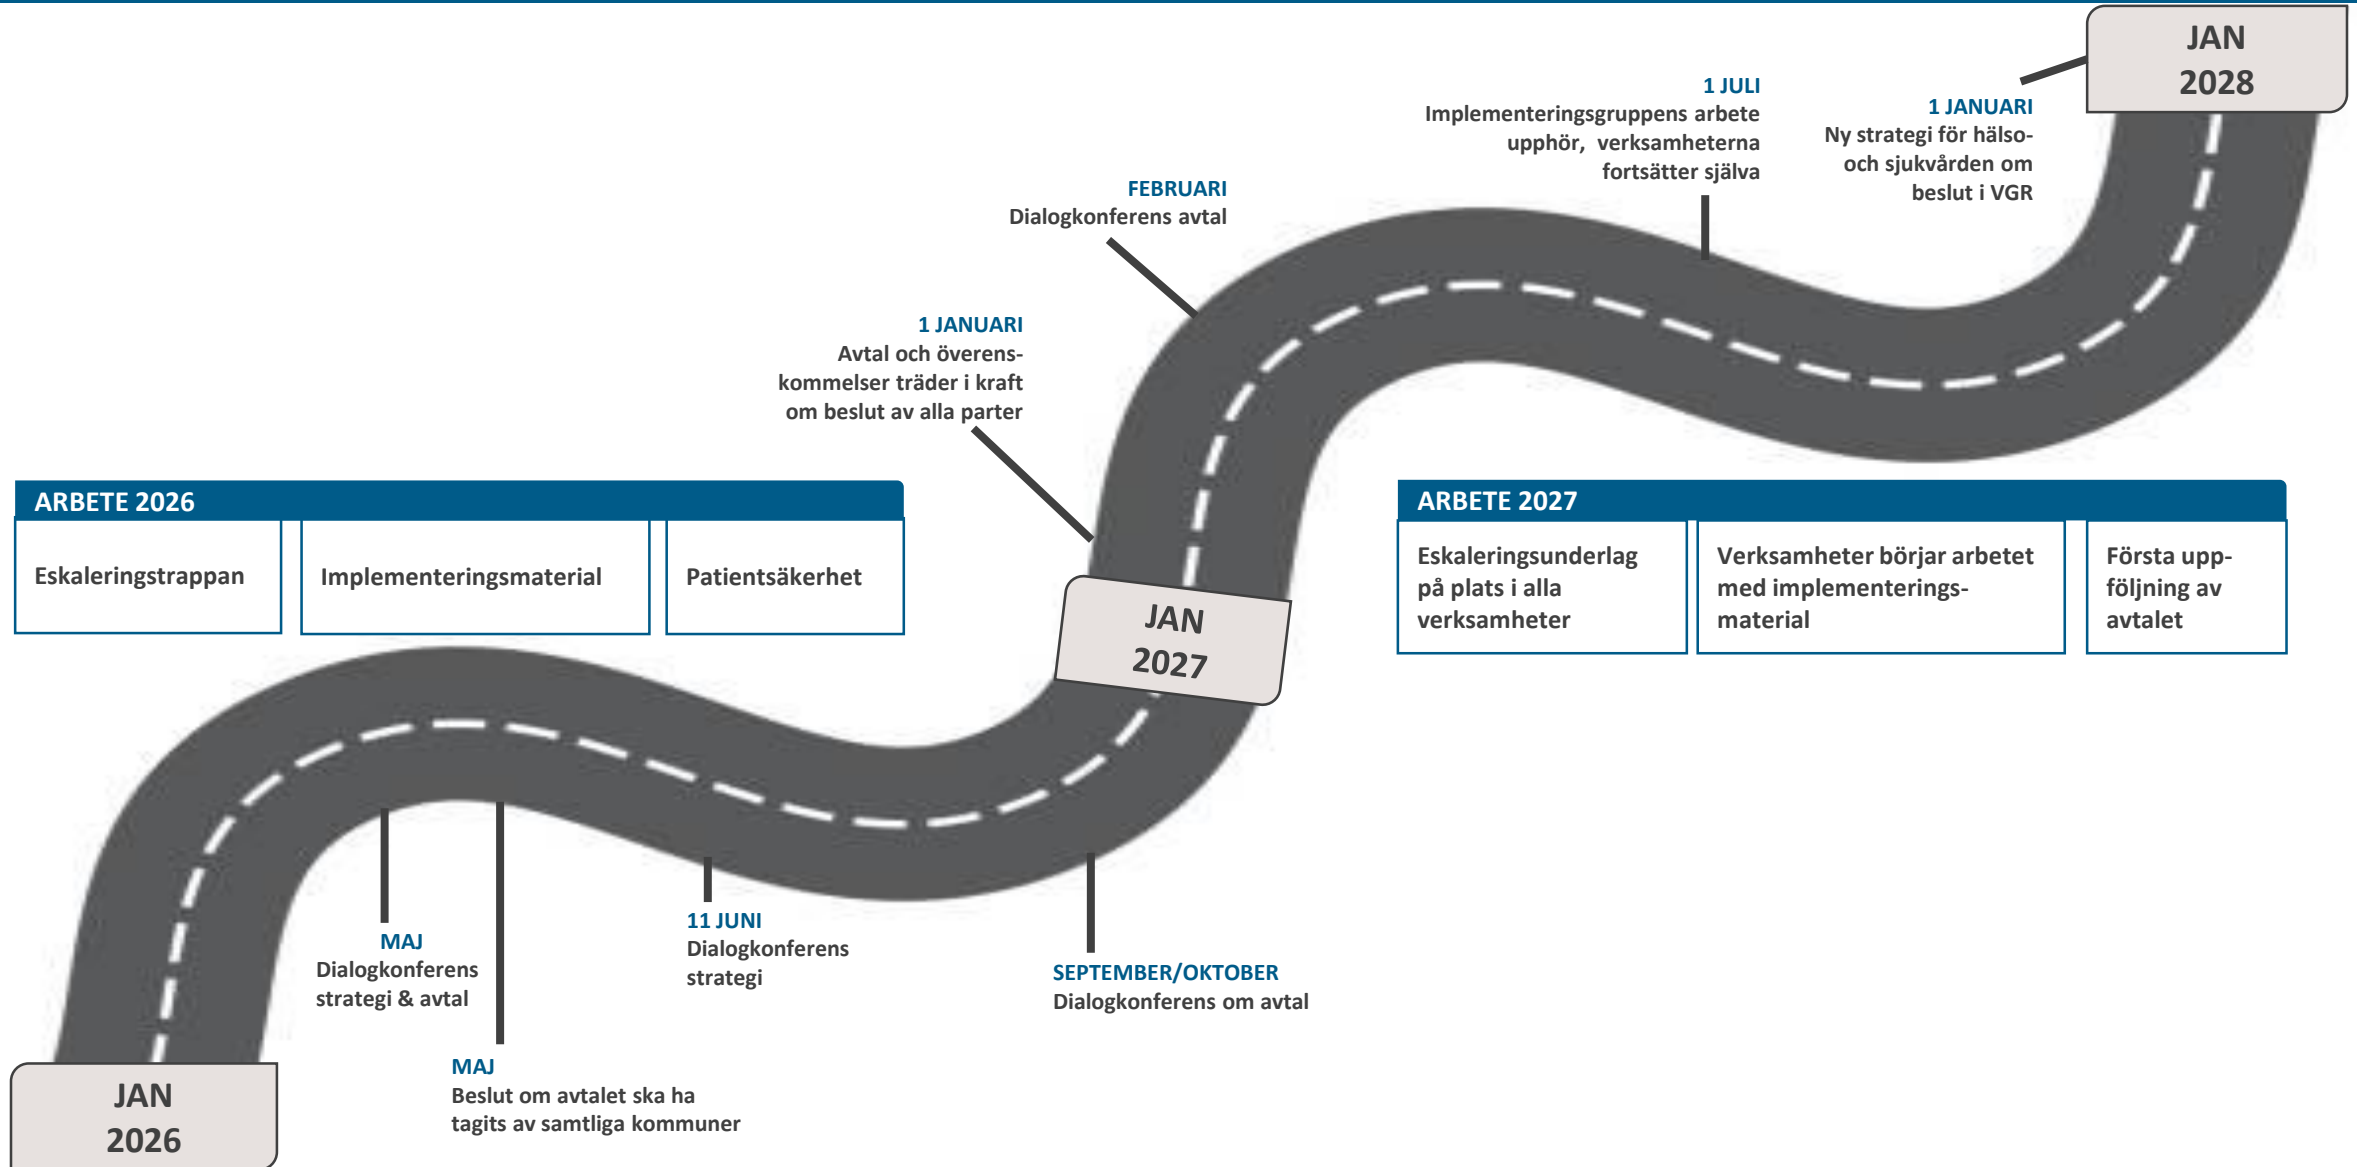 JAN
2028
1 JULI
Implementeringsgruppens arbete
upphör, verksamheterna
fortsätter själva
1 JANUARI
Ny strategi för hälso-
och sjukvården om
beslut i VGR
FEBRUARI
Dialogkonferens avtal
1 JANUARI
Avtal och överens-
kommelser träder i kraft
om beslut av alla parter
ARBETE 2026
Eskaleringstrappan
Implementeringsmaterial
Patientsäkerhet
ARBETE 2027
Eskaleringsunderlag
på plats i alla
verksamheter
Verksamheter börjar arbetet
med implementerings-
material
Första upp-
följning av
avtalet
JAN
2027
MAJ
Dialogkonferens
strategi & avtal
11 JUNI
Dialogkonferens
strategi
SEPTEMBER/OKTOBER
Dialogkonferens om avtal
MAJ
Beslut om avtalet ska ha
tagits av samtliga kommuner
JAN
2026